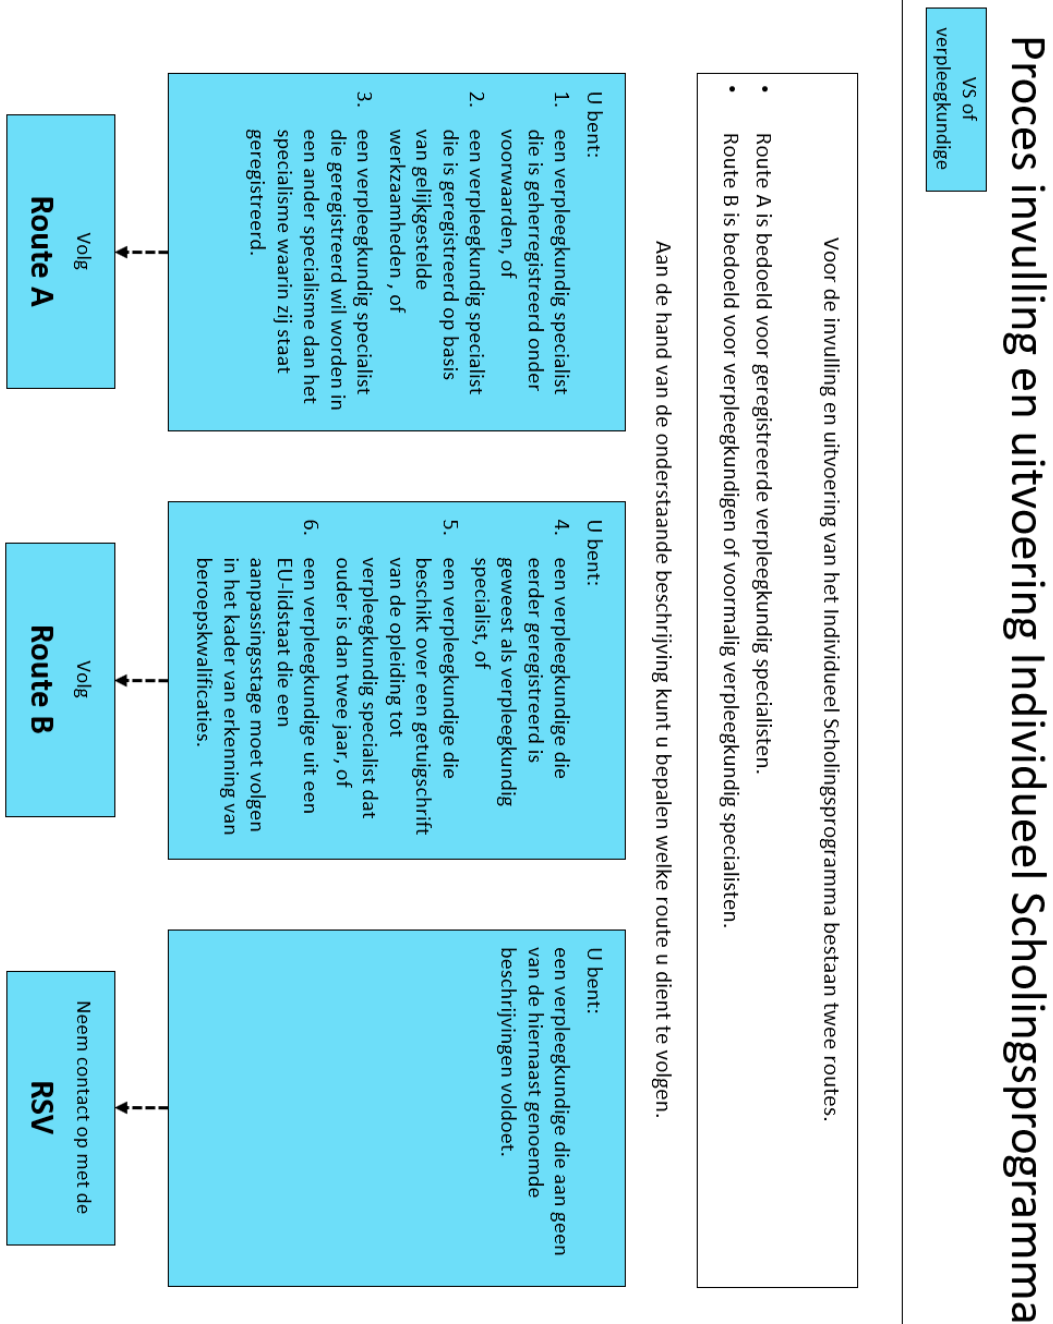 Proces invulling en uitvoering Individueel Scholingsprogramma
VS of
verpleegkundige
Voor de invulling en uitvoering van het Individueel Scholingsprogramma bestaan twee routes.
• Route A is bedoeld voor geregistreerde verpleegkundig specialisten.
• Route B is bedoeld voor verpleegkundigen of voormalig verpleegkundig specialisten.
Aan de hand van de onderstaande beschrijving kunt u bepalen welke route u dient te volgen.
U bent:
1. een verpleegkundig specialist
die is geherregistreerd onder
voorwaarden, of
2. een verpleegkundig specialist
die is geregistreerd op basis
van gelijkgestelde
werkzaamheden , of
3. een verpleegkundig specialist
die geregistreerd wil worden in
een ander specialisme dan het
specialisme waarin zij staat
geregistreerd.
Volg
Route A
U bent:
4. een verpleegkundige die
eerder geregistreerd is
geweest als verpleegkundig
specialist, of
5. een verpleegkundige die
beschikt over een getuigschrift
van de opleiding tot
verpleegkundig specialist dat
ouder is dan twee jaar, of
6. een verpleegkundige uit een
EU-lidstaat die een
aanpassingsstage moet volgen
in het kader van erkenning van
beroepskwalificaties.
Volg
Route B
U bent:
een verpleegkundige die aan geen
van de hiernaast genoemde
beschrijvingen voldoet.
Neem contact op met de
RSV